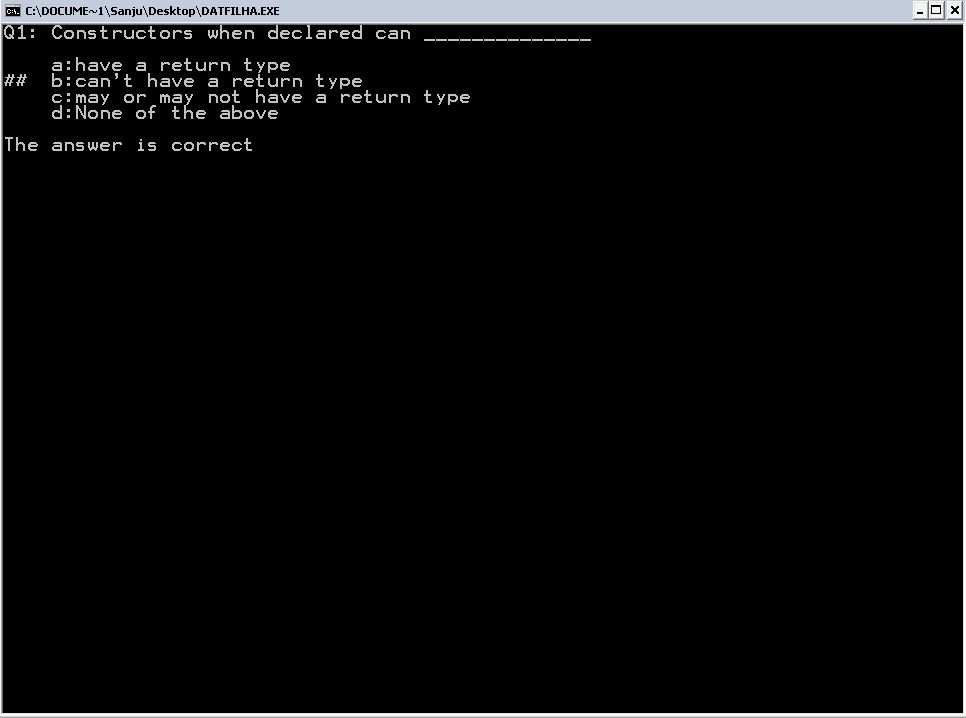 C:\DOCUME~1\Sanju\Desktop\DATFILHA.EXE
Q1: Constructors when declared can ______________
a:have a return type
## b:can't have a return type
c:may or may not have a return type
d:None of the above
The answer is correct